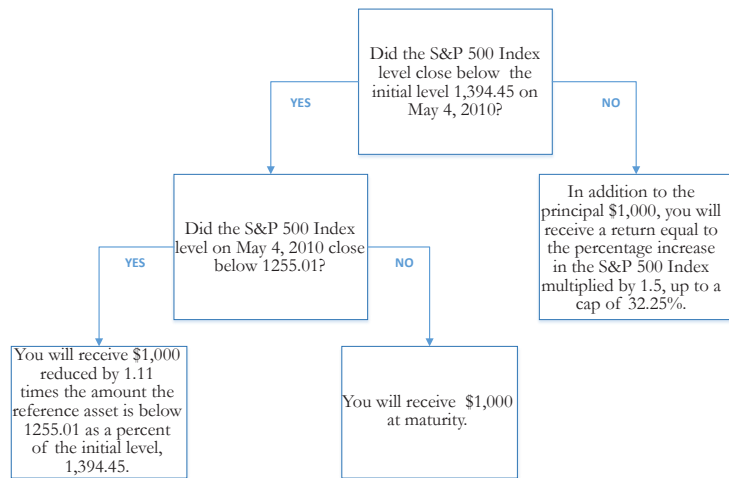 Did the S&P 500 Index
level close below the
initial level 1,394.45 on
May 4, 2010?
YES
NO
Did the S&P 500 Index
level on May 4, 2010 close
below 1255.01?
In addition to the
principal $1,000, you will
receive a return equal to
the percentage increase
in the S&P 500 Index
multiplied by 1.5, up to a
cap of 32.25%.
YES
NO
You will receive $1,000
reduced by 1.11
times the amount the
reference asset is below
1255.01 as a percent
of the initial level,
1,394.45.
You will receive $1,000
at maturity.